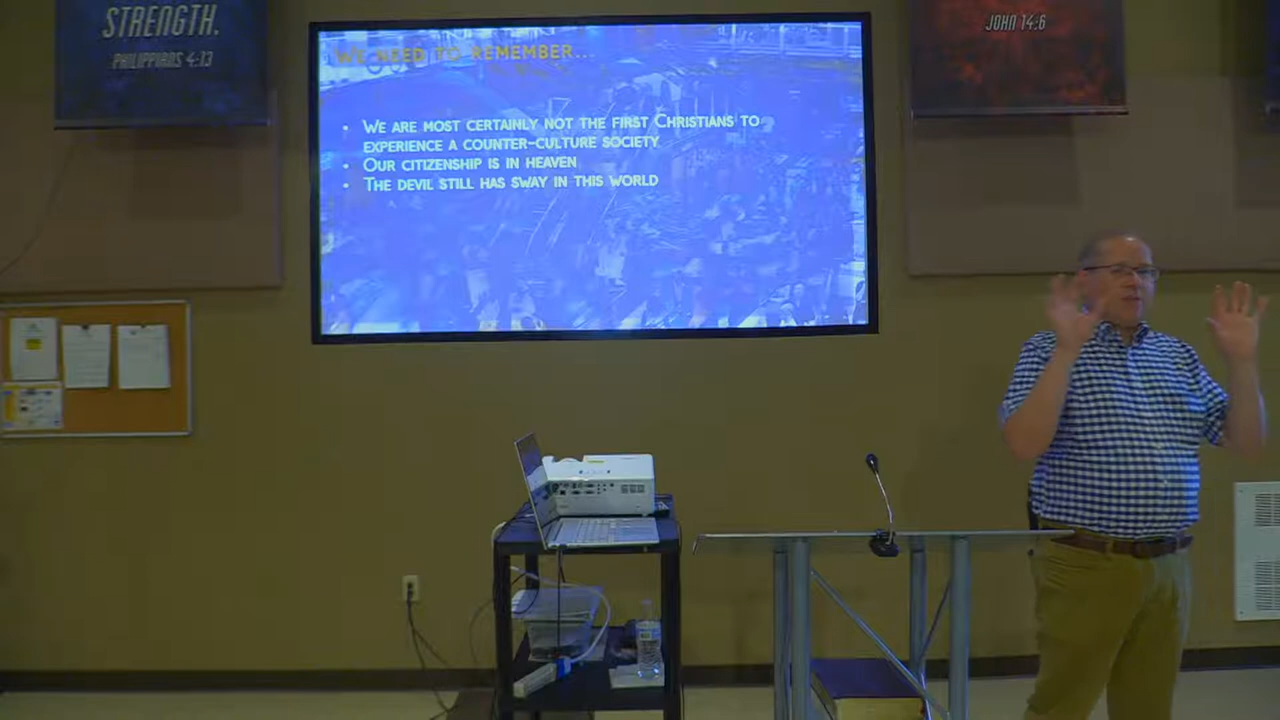 STRENGTH.
PHILIPPIANS 4:13
JOHN 14:6
WE NEED TO REMEMBER...
• WE ARE MOST CERTAINLY NOT THE FIRST CHRISTIANS TO
EXPERIENCE A COUNTER-CULTURE SOCIETY
• OUR CITIZENSHIP IS IN HEAVEN
• THE DEVIL STILL HAS SWAY IN THIS WORLD